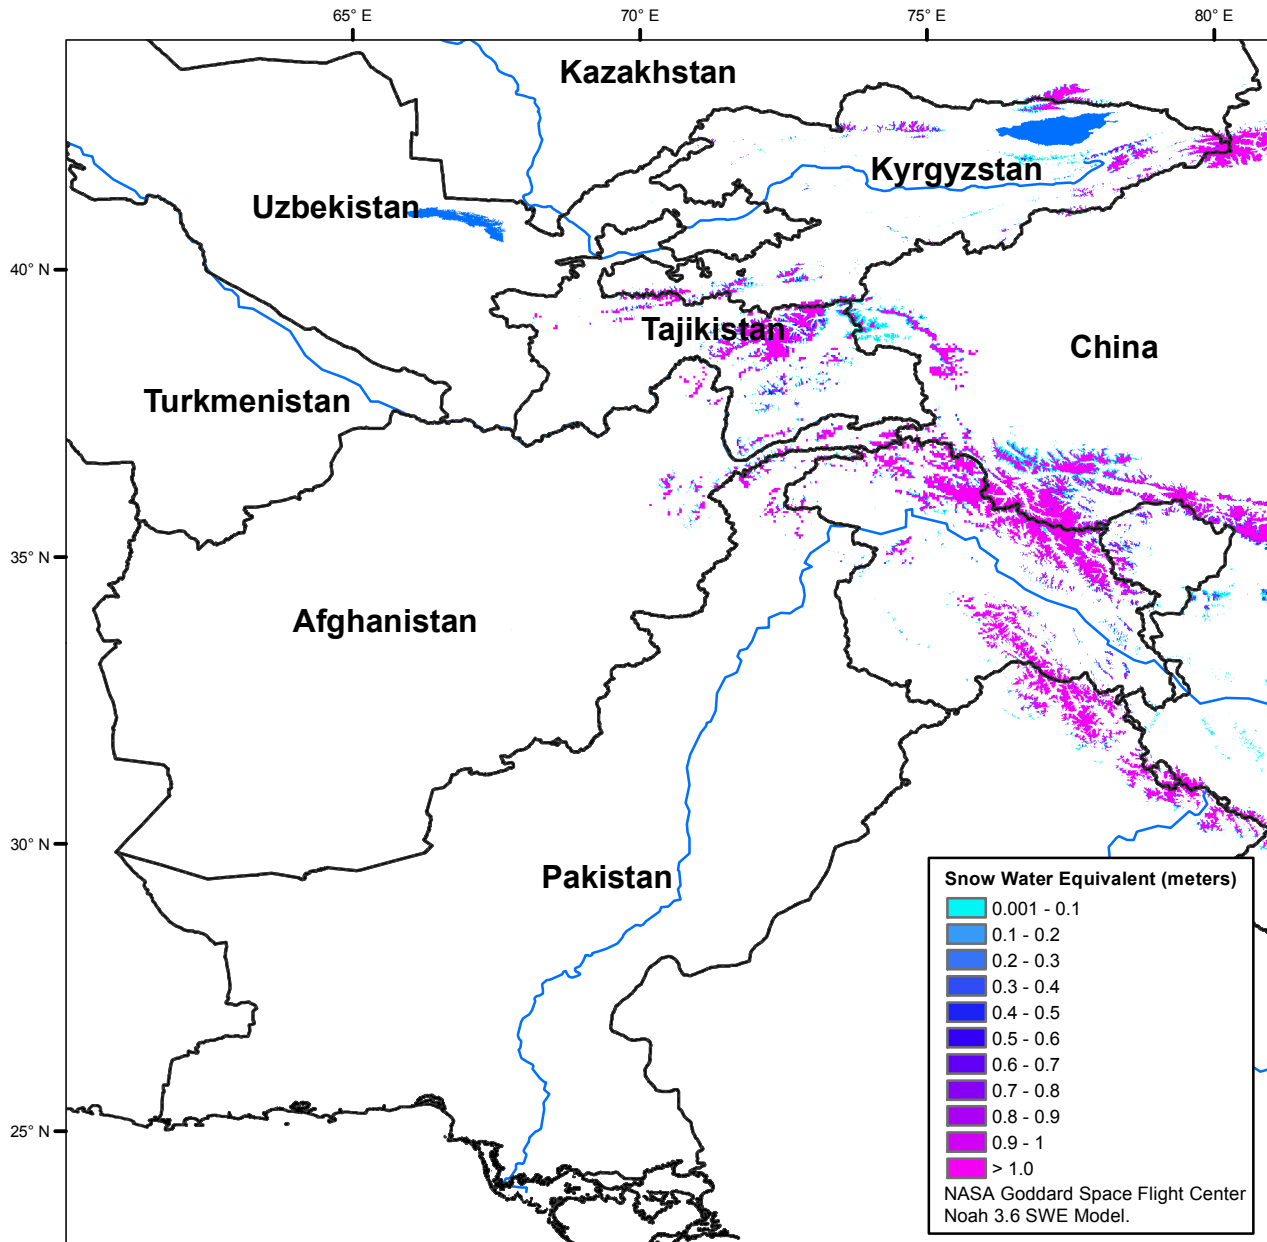 65° E
70° E
75° E
80° E
Kazakhstan
Kyrgyzstan
Uzbekistan
40° N
Tajikistan
China
Turkmenistan
35° N
Afghanistan
30° N
Pakistan
25° N
Snow Water Equivalent (meters)
0.001 - 0.1
0.1 - 0.2
0.2 - 0.3
0.3 - 0.4
0.4 - 0.5
0.5 - 0.6
0.6 - 0.7
0.7 - 0.8
0.8 - 0.9
0.9 - 1
> 1.0
NASA Goddard Space Flight Center
Noah 3.6 SWE Model.